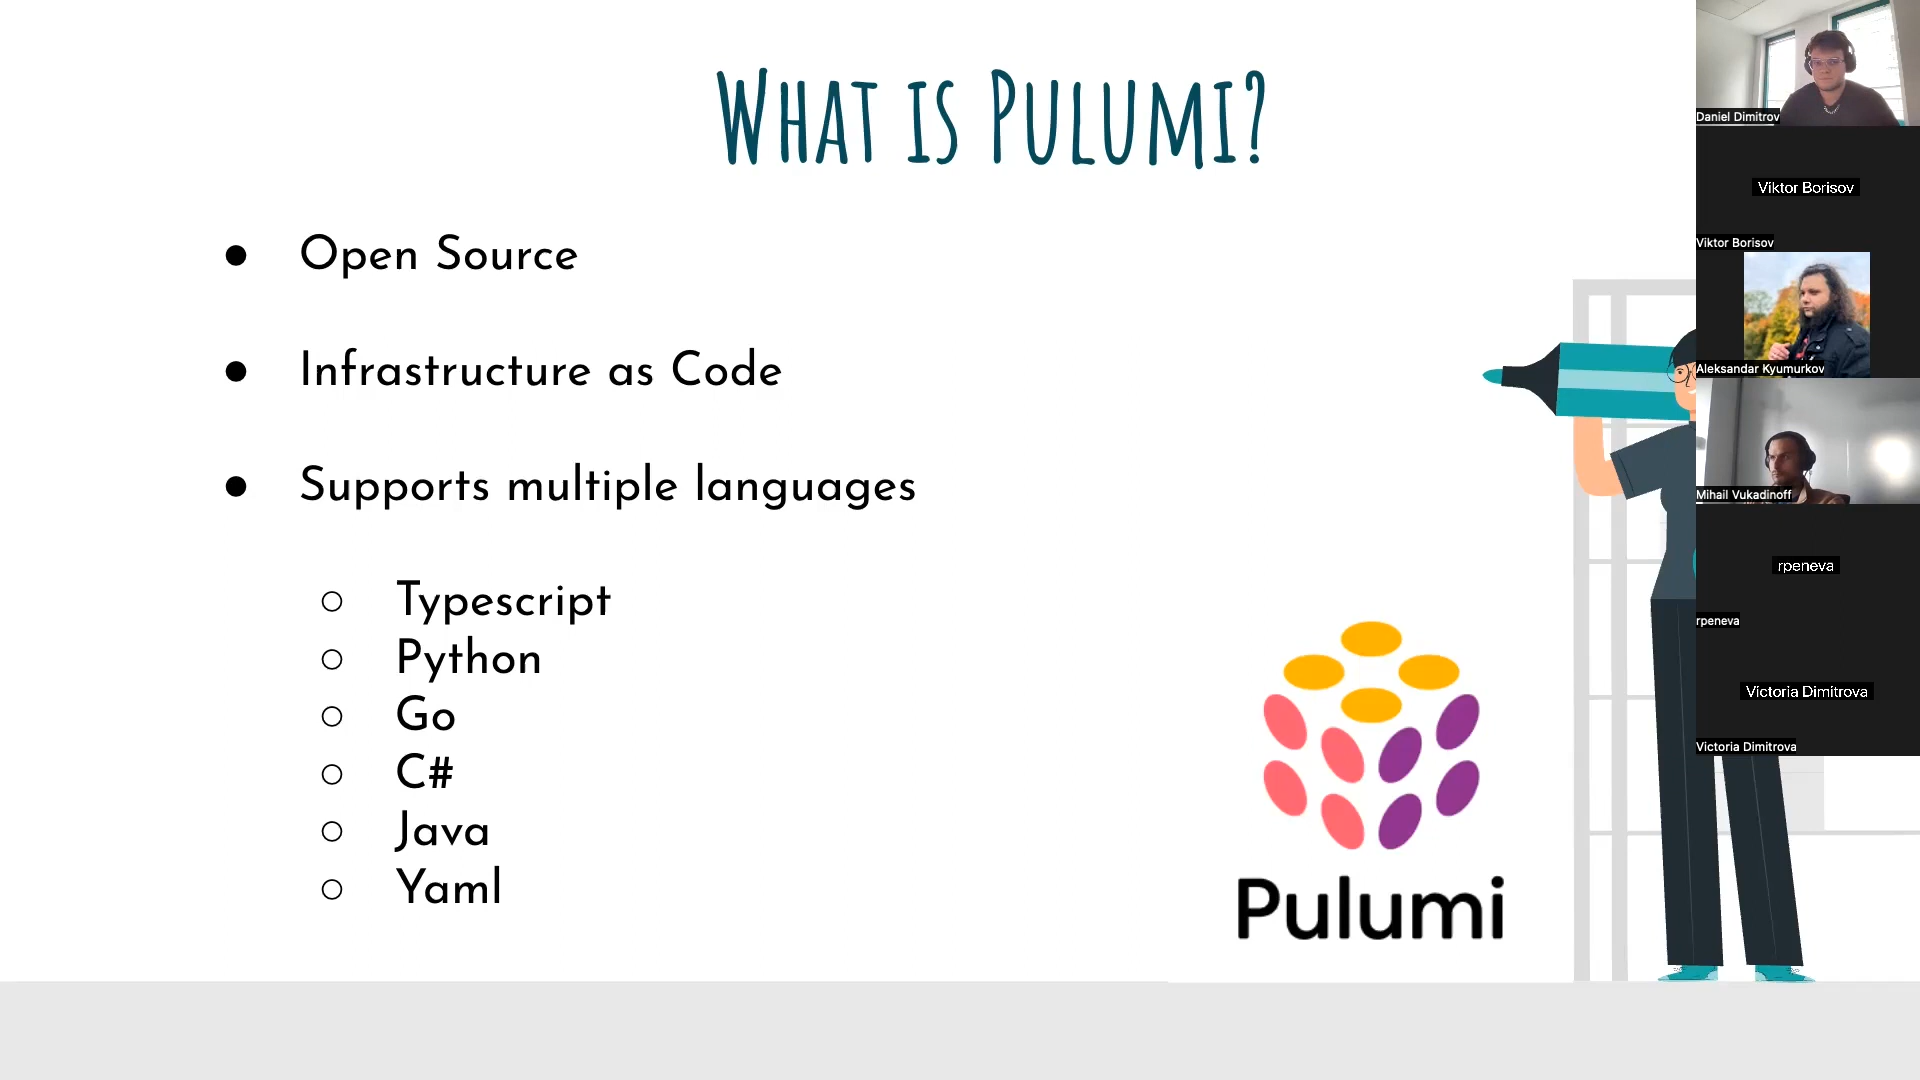 What is Pulumi?
Open Source
Infrastructure as Code
Supports multiple languages
Typescript
Python
Go
C#
Java
Yaml
Pulumi
Daniel Dimitrov
Viktor Borisov
Viktor Borisov
Aleksandar Kyumurkov
Mihail Vukadinoff
rpeneva
rpeneva
Victoria Dimitrova
Victoria Dimitrova